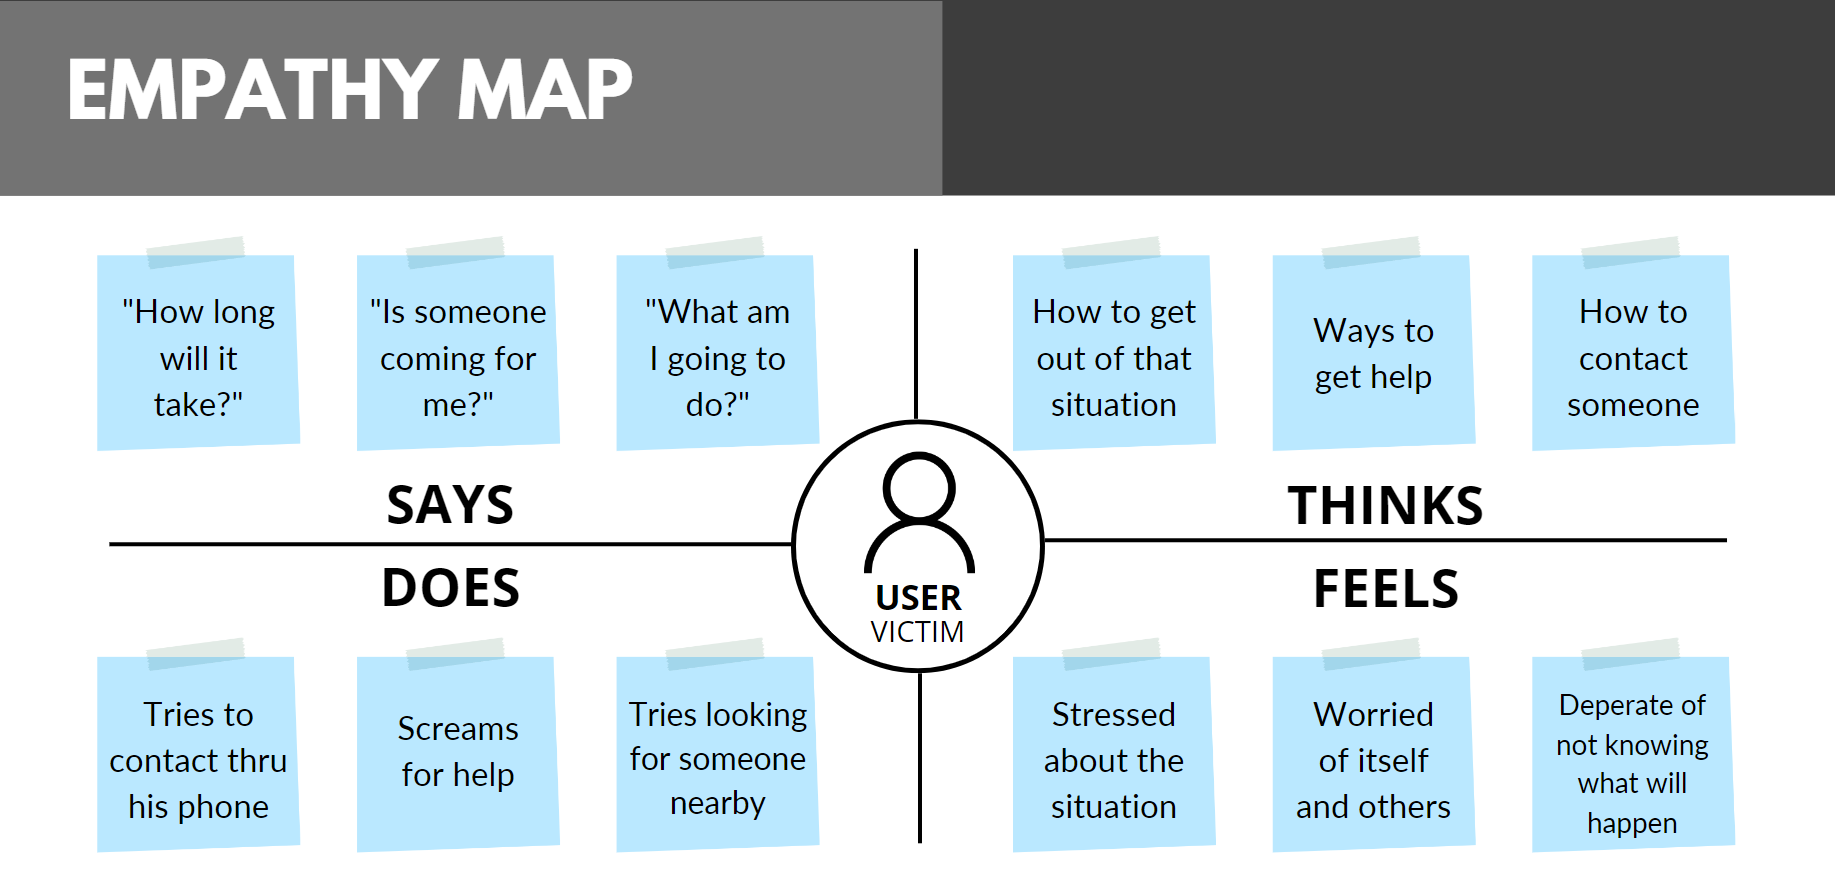 EMPATHY MAP
"How long
will it
take?"
"Is someone
coming for
me?"
"What am
I going to
do?"
How to get
out of that
situation
Ways to
get help
How to
contact
someone
SAYS
THINKS
DOES
FEELS
USER
VICTIM
Tries to
contact thru
his phone
Screams
for help
Tries looking
for someone
nearby
Stressed
about the
situation
Worried
of itself
and others
Deperate of
not knowing
what will
happen